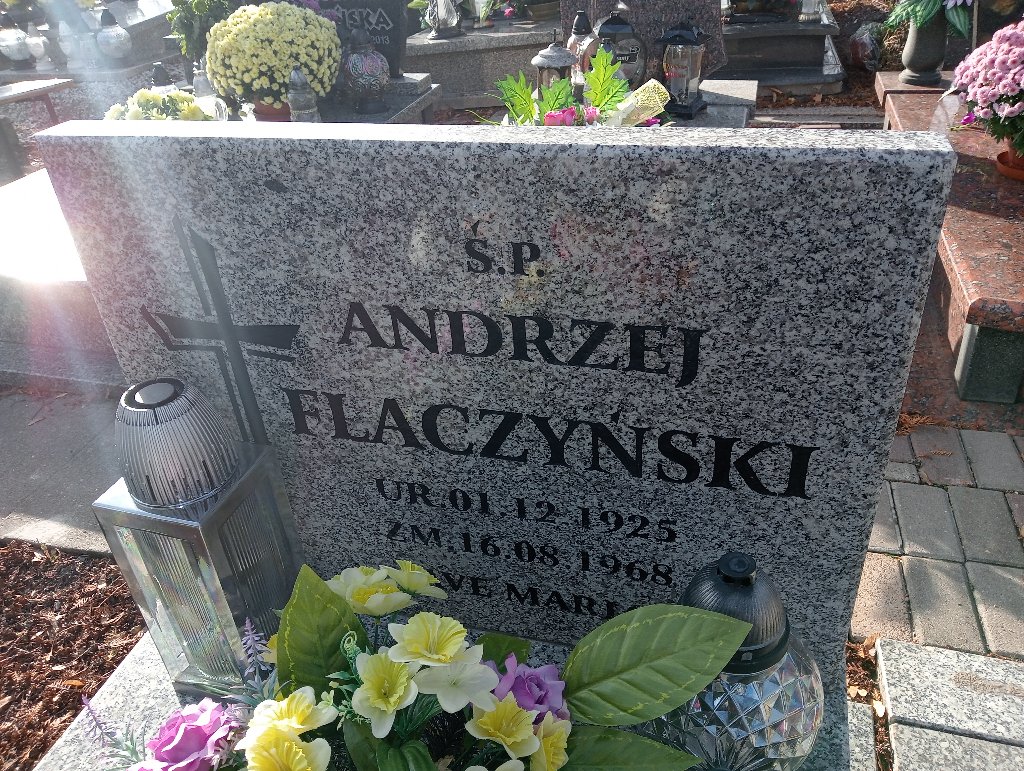 Ś.P.
ANDRZEJ
FLACZYŃSKI
UR.01.12 1925
ZM.16.08.1968